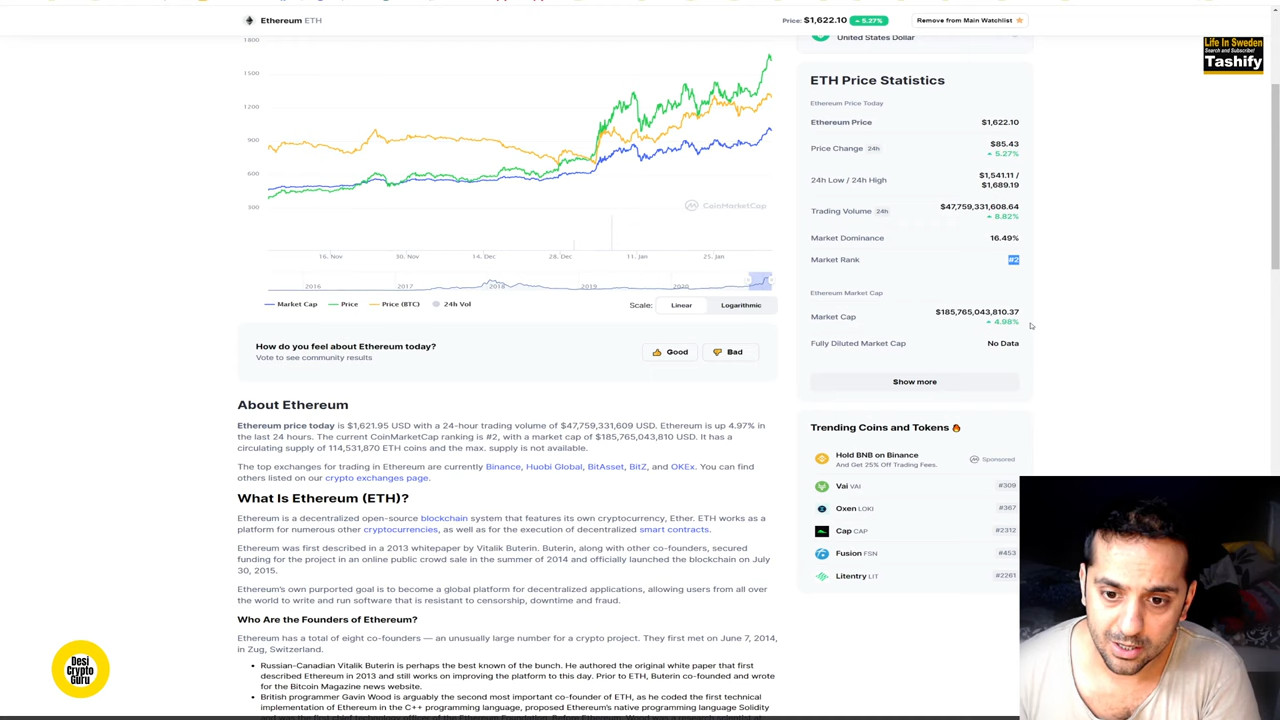 Ethereum ETH
Price: $1,622.10 5.27%
Remove from Main Watchlist
Life In Sweden
Search and Subscribe!
Tashify
1800
1500
1200
900
600
300
CoinMarketCap
16. Nov 30. Nov 14. Dec 28. Dec 11. Jan 25. Jan
2016 2017 2018 2019 2020
Market Cap Price Price (BTC) 24h Vol
Scale: Linear Logarithmic
How do you feel about Ethereum today?
Vote to see community results
Good Bad
About Ethereum
Ethereum price today is $1,621.95 USD with a 24-hour trading volume of $47,759,331,609 USD. Ethereum is up 4.97% in
the last 24 hours. The current CoinMarketCap ranking is #2, with a market cap of $185,765,043,810 USD. It has a
circulating supply of 114,531,870 ETH coins and the max. supply is not available.
The top exchanges for trading in Ethereum are currently Binance, Huobi Global, BitAsset, BitZ, and OKEx. You can find
others listed on our crypto exchanges page.
What Is Ethereum (ETH)?
Ethereum is a decentralized open-source blockchain system that features its own cryptocurrency, Ether. ETH works as a
platform for numerous other cryptocurrencies, as well as for the execution of decentralized smart contracts.
Ethereum was first described in a 2013 whitepaper by Vitalik Buterin. Buterin, along with other co-founders, secured
funding for the project in an online public crowd sale in the summer of 2014 and officially launched the blockchain on July
30, 2015.
Ethereum's own purported goal is to become a global platform for decentralized applications, allowing users from all over
the world to write and run software that is resistant to censorship, downtime and fraud.
Who Are the Founders of Ethereum?
Ethereum has a total of eight co-founders — an unusually large number for a crypto project. They first met on June 7, 2014,
in Zug, Switzerland.
• Russian-Canadian Vitalik Buterin is perhaps the best known of the bunch. He authored the original white paper that first
described Ethereum in 2013 and still works on improving the platform to this day. Prior to ETH, Buterin co-founded and wrote
for the Bitcoin Magazine news website.
• British programmer Gavin Wood is arguably the second most important co-founder of ETH, as he coded the first technical
implementation of Ethereum in the C++ programming language, proposed Ethereum's native programming language Solidity
United States Dollar
ETH Price Statistics
Ethereum Price Today
Ethereum Price $1,622.10
Price Change 24h $85.43
5.27%
24h Low / 24h High $1,541.11 /
$1,689.19
Trading Volume 24h $47,759,331,608.64
8.82%
Market Dominance 16.49%
Market Rank #2
Ethereum Market Cap
Market Cap $185,765,043,810.37
4.98%
Fully Diluted Market Cap No Data
Show more
Trending Coins and Tokens
Hold BNB on Binance
And Get 25% Off Trading Fees.
Sponsored
Vai VAI #309
Oxen LOKI #367
Cap CAP #2312
Fusion FSN #453
Litentry LIT #2261
Desi
Crypto
Guru